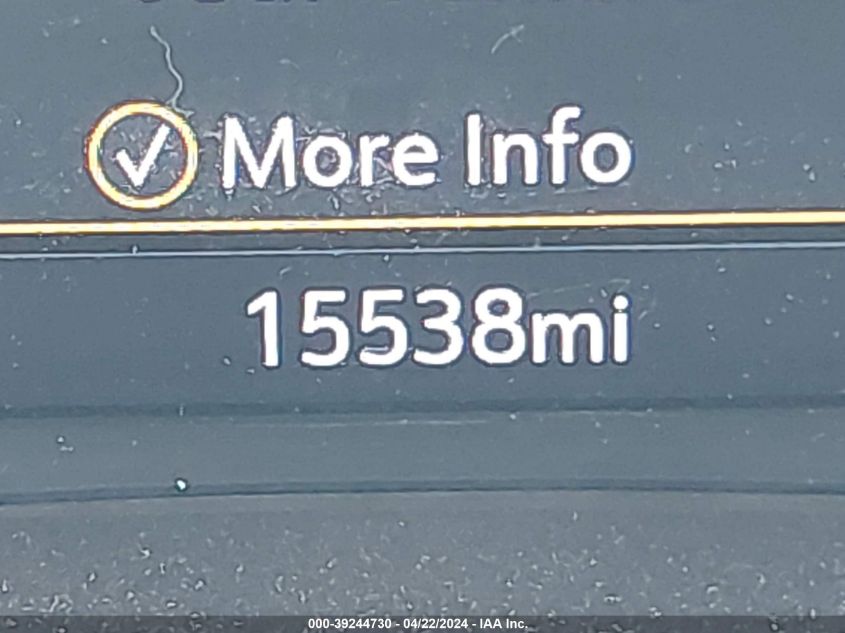 More Info
15538mi
000-39244730 - 04/22/2024 - IAA Inc.